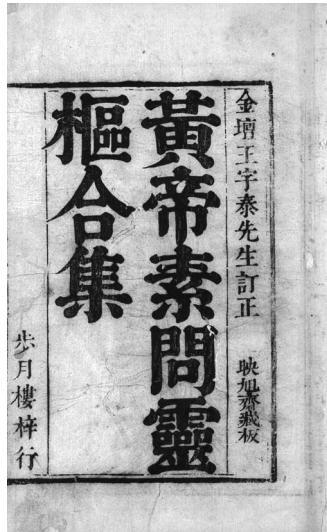 金壇王宇泰先生訂正
映旭齋藏板
黃帝素問靈
樞合集
步月樓梓行